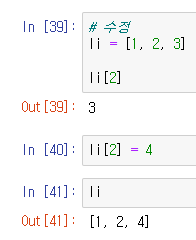 In [39]: # 수정
li = [1, 2, 3]
li[2]
Out[39]: 3
In [40]: li[2] = 4
In [41]: li
Out[41]: [1, 2, 4]